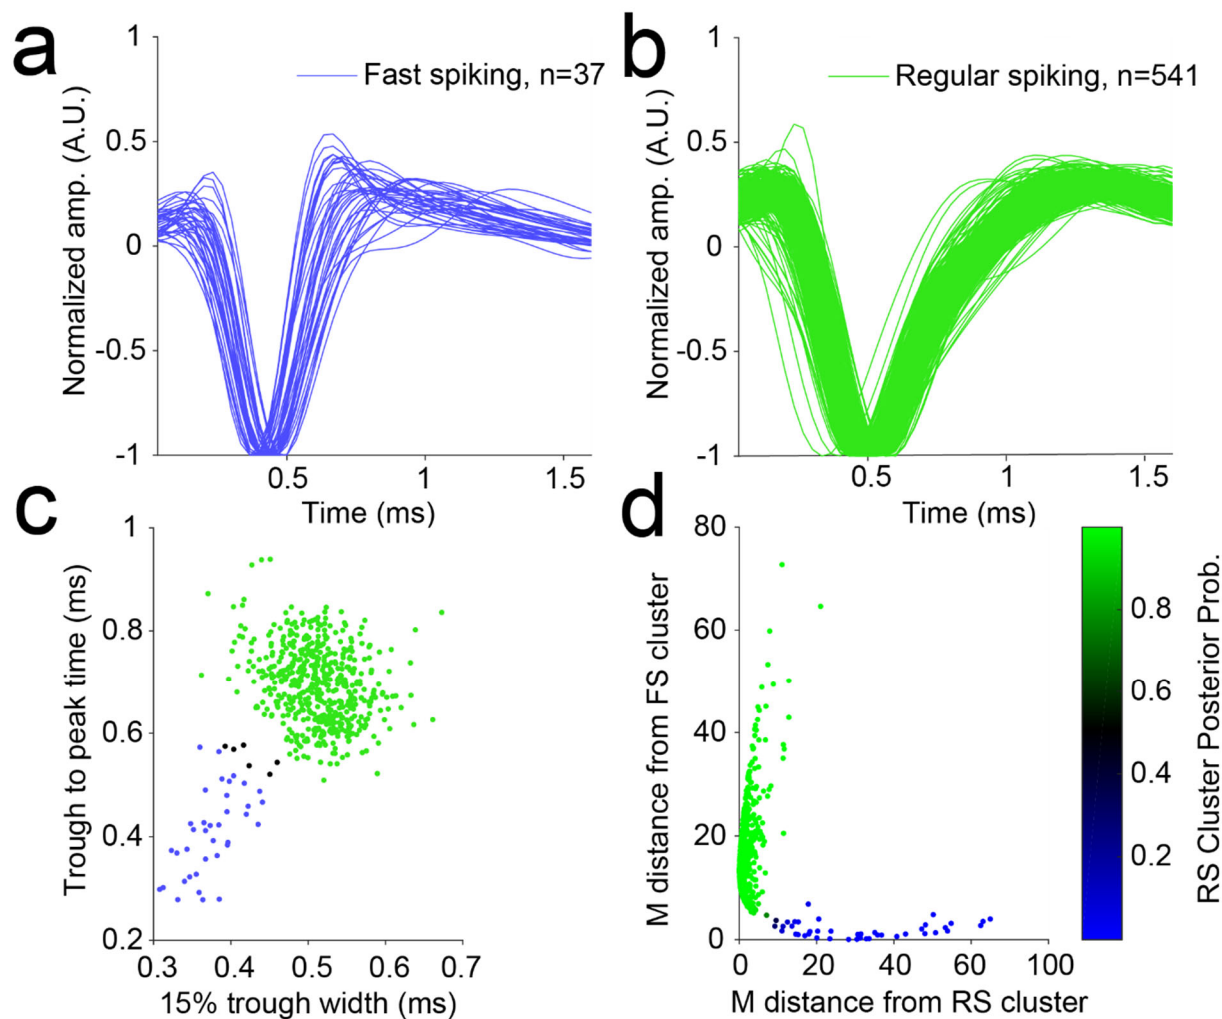 a
Fast spiking, n=37
Normalized amp. (A.U.)
1
0.5
0
-0.5
-1
0.5
1
1.5
Time (ms)
b
Regular spiking, n=541
Normalized amp. (A.U.)
1
0.5
0
-0.5
-1
0.5
1
1.5
Time (ms)
c
Trough to peak time (ms)
1
0.8
0.6
0.4
0.2
0.3
0.4
0.5
0.6
0.7
15% trough width (ms)
d
M distance from FS cluster
80
60
40
20
0
0
20
40
60
80
100
M distance from RS cluster
0.8
0.6
0.4
0.2
RS Cluster Posterior Prob.